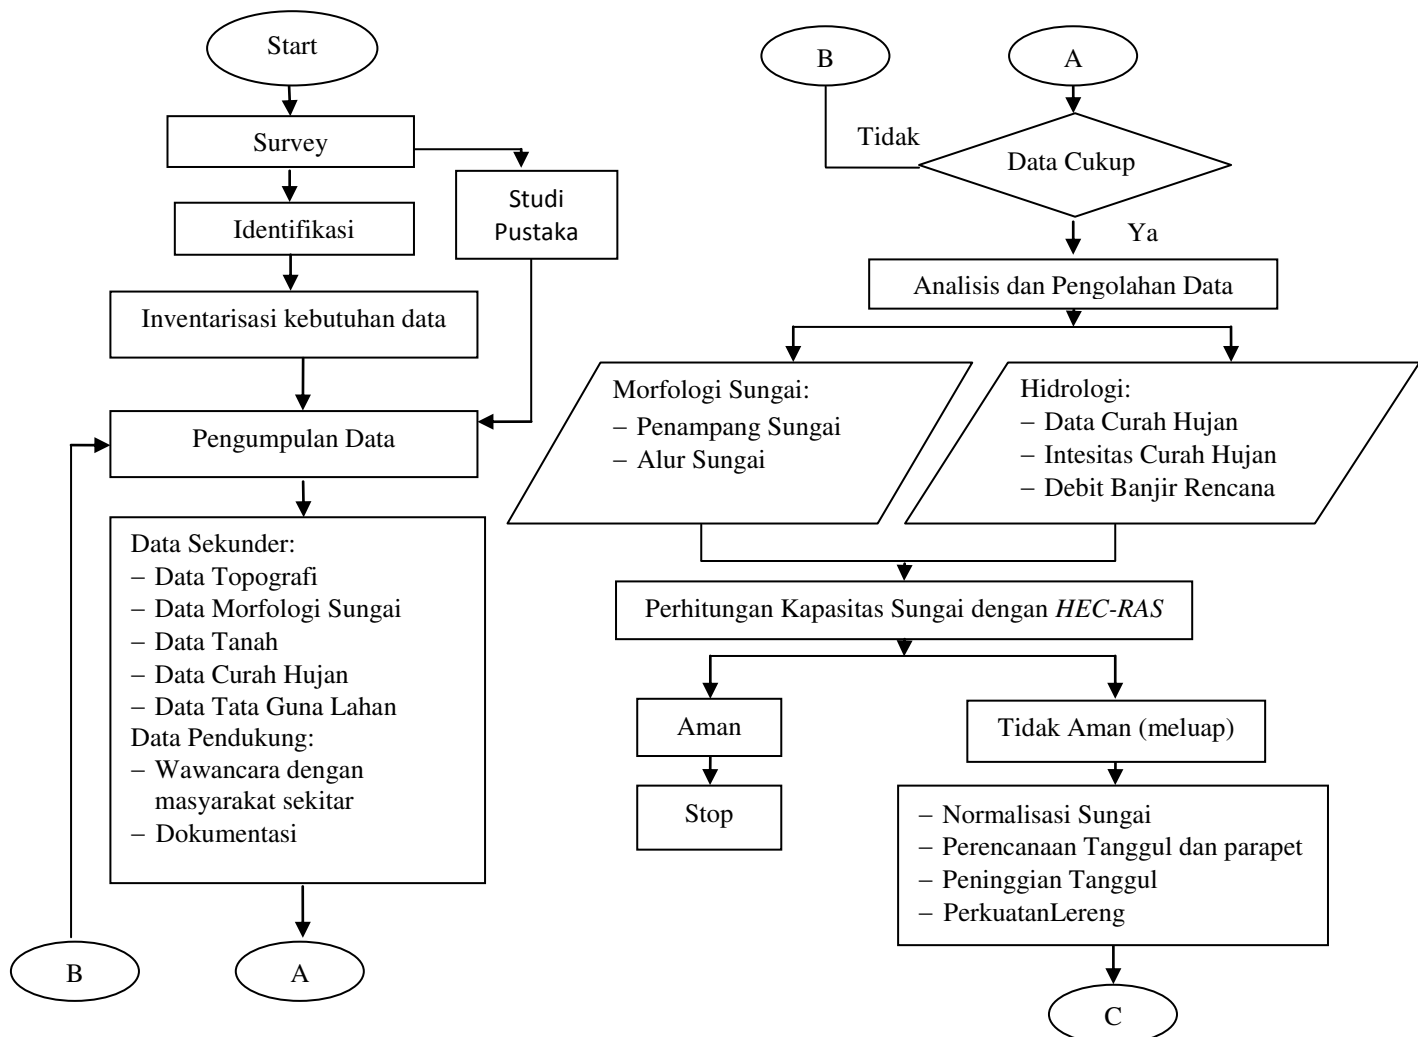 Start
Survey
Studi
Pustaka
Identifikasi
Inventarisasi kebutuhan data
Pengumpulan Data
Data Sekunder:
– Data Topografi
– Data Morfologi Sungai
– Data Tanah
– Data Curah Hujan
– Data Tata Guna Lahan
Data Pendukung:
– Wawancara dengan
masyarakat sekitar
– Dokumentasi
B
A
B
A
Tidak
Data Cukup
Ya
Analisis dan Pengolahan Data
Morfologi Sungai:
– Penampang Sungai
– Alur Sungai
Hidrologi:
– Data Curah Hujan
– Intesitas Curah Hujan
– Debit Banjir Rencana
Perhitungan Kapasitas Sungai dengan HEC-RAS
Aman
Stop
Tidak Aman (meluap)
– Normalisasi Sungai
– Perencanaan Tanggul dan parapet
– Peninggian Tanggul
– PerkuatanLereng
C